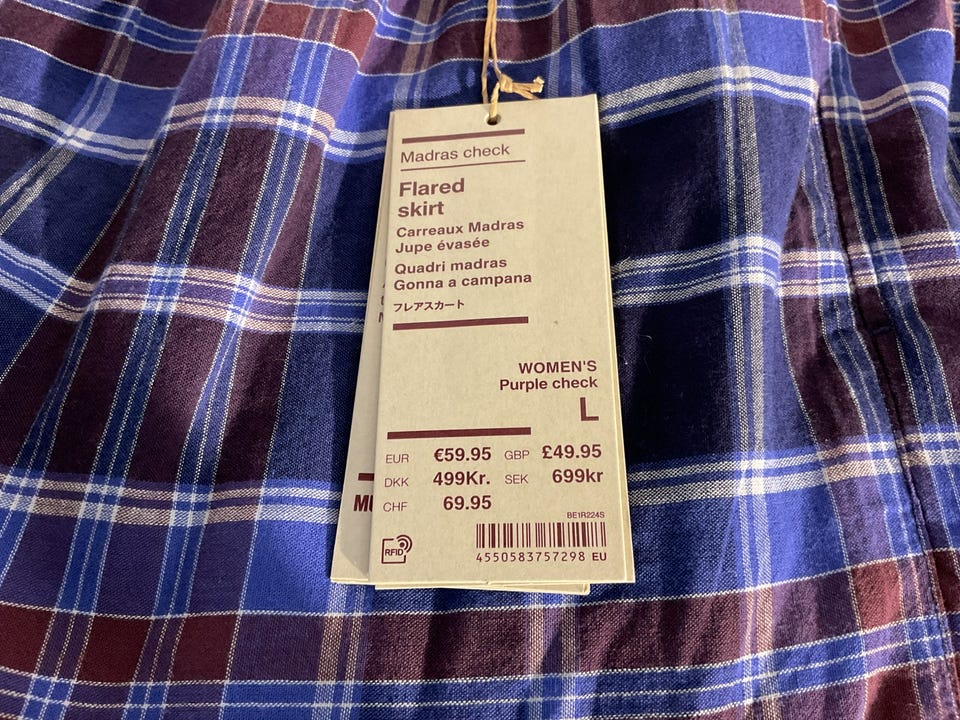 Madras check
Flared
skirt
Carreaux Madras
Jupe évasée
Quadri madras
Gonna a campana
フレアスカート
WOMEN'S
Purple check
L
EUR €59.95 GBP £49.95
DKK 499Kr. SEK 699kr
CHF 69.95
BE1R224S
RFID
4550583757298 EU